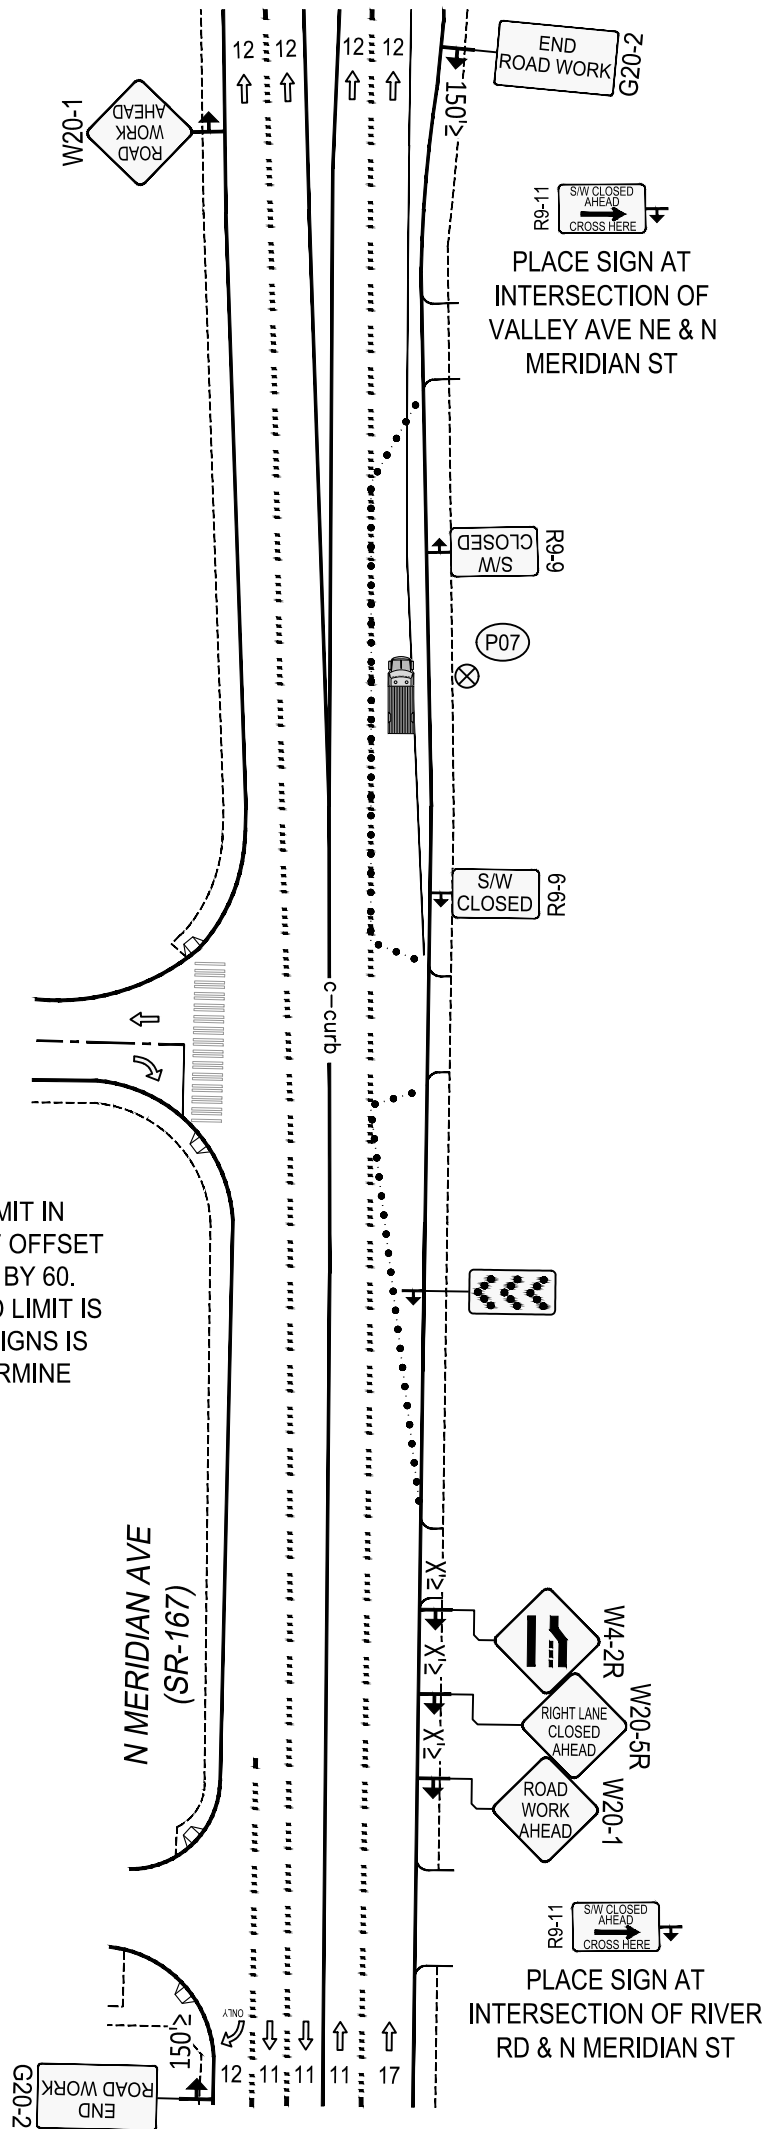 12
12
12
12
END
ROAD WORK
G20-2
150'≥
W20-1
ROAD
WORK
AHEAD
R9-11
S/W CLOSED
AHEAD
CROSS HERE
PLACE SIGN AT
INTERSECTION OF
VALLEY AVE NE & N
MERIDIAN ST
S/W
CLOSED
R9-9
P07
S/W
CLOSED
R9-9
c-curb
MIT IN
OFFSET
BY 60.
LIMIT IS
IGNS IS
RMINE
N MERIDIAN AVE
(SR-167)
X'≥
W4-2R
X'≥
RIGHT LANE
CLOSED
AHEAD
W20-5R
X'≥
ROAD
WORK
AHEAD
W20-1
R9-11
S/W CLOSED
AHEAD
CROSS HERE
PLACE SIGN AT
INTERSECTION OF RIVER
RD & N MERIDIAN ST
ONLY
150'≥
12
11
11
11
17
END
ROAD WORK
G20-2